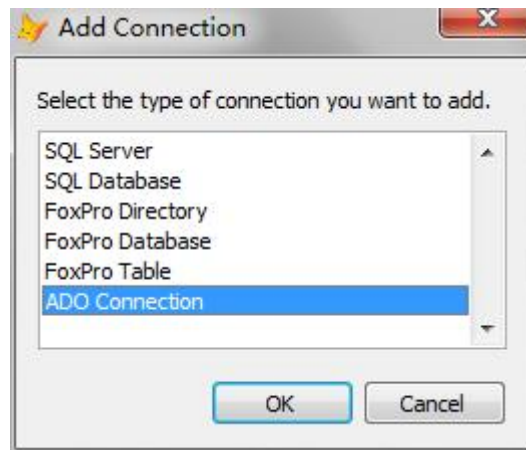 Add Connection
Select the type of connection you want to add.
SQL Server
SQL Database
FoxPro Directory
FoxPro Database
FoxPro Table
ADO Connection
OK
Cancel